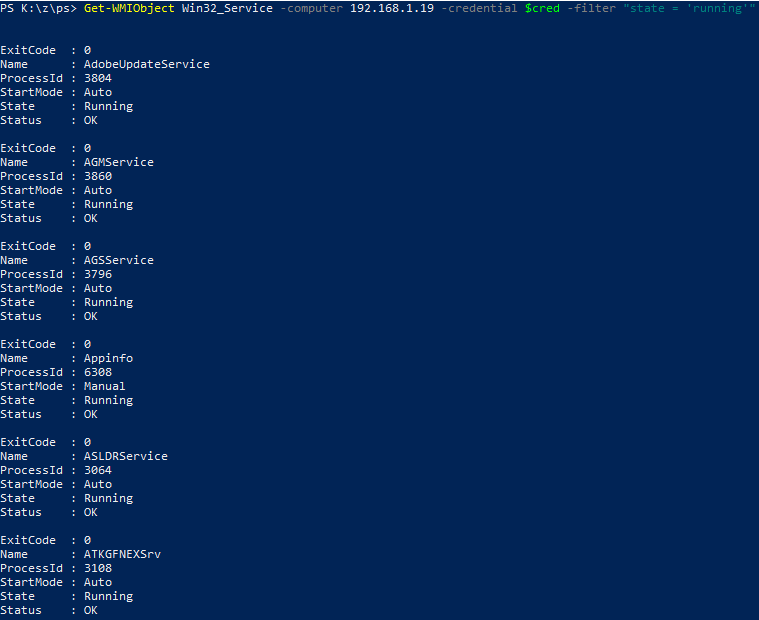 PS K:\z\ps> Get-WMIObject Win32_Service -computer 192.168.1.19 -credential $cred -filter "state = 'running'"
ExitCode  : 0
Name      : AdobeUpdateService
ProcessId : 3804
StartMode : Auto
State     : Running
Status    : OK
ExitCode  : 0
Name      : AGMService
ProcessId : 3860
StartMode : Auto
State     : Running
Status    : OK
ExitCode  : 0
Name      : AGSService
ProcessId : 3796
StartMode : Auto
State     : Running
Status    : OK
ExitCode  : 0
Name      : Appinfo
ProcessId : 6308
StartMode : Manual
State     : Running
Status    : OK
ExitCode  : 0
Name      : ASLDRService
ProcessId : 3064
StartMode : Auto
State     : Running
Status    : OK
ExitCode  : 0
Name      : ATKGFNEXSrv
ProcessId : 3108
StartMode : Auto
State     : Running
Status    : OK